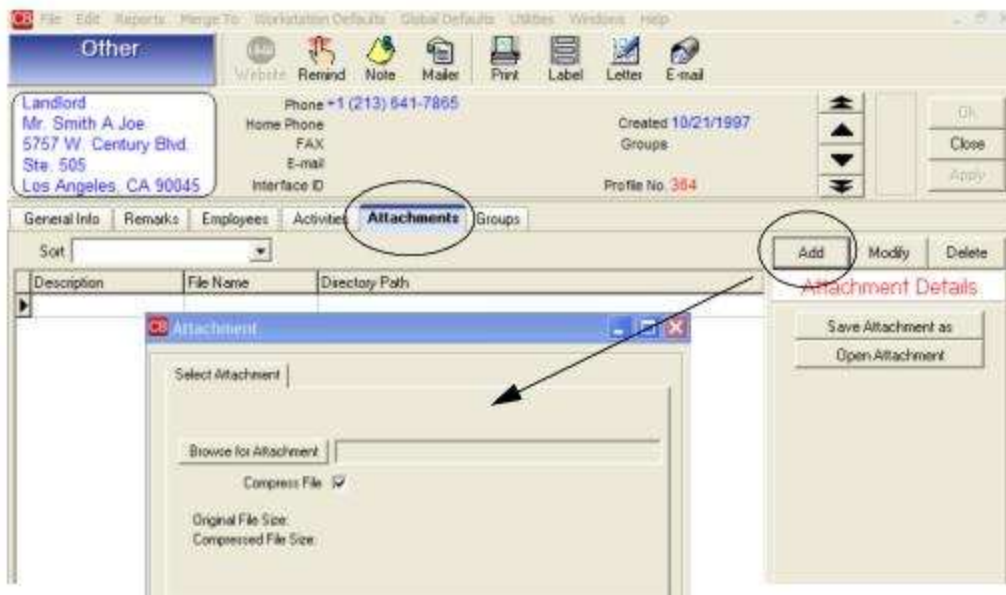 CB File Edit Reports Merge To Workstation Defaults Global Defaults Utilities Windows Help
Other
Website Remind Note Mailer Print Label Letter E-mail
Landlord
Mr. Smith A Joe
5757 W. Century Blvd.
Ste. 505
Los Angeles, CA 90045
Phone +1 (213) 641-7865
Home Phone
FAX
E-mail
Interface ID
Created 10/21/1997
Groups
Profile No. 364
Ok
Close
Apply
General Info Remarks Employees Activities Attachments Groups
Sort
Add Modify Delete
Description File Name Directory Path
Attachment Details
Save Attachment as
Open Attachment
CB Attachment
Select Attachment
Browse for Attachment
Compress File
Original File Size:
Compressed File Size: